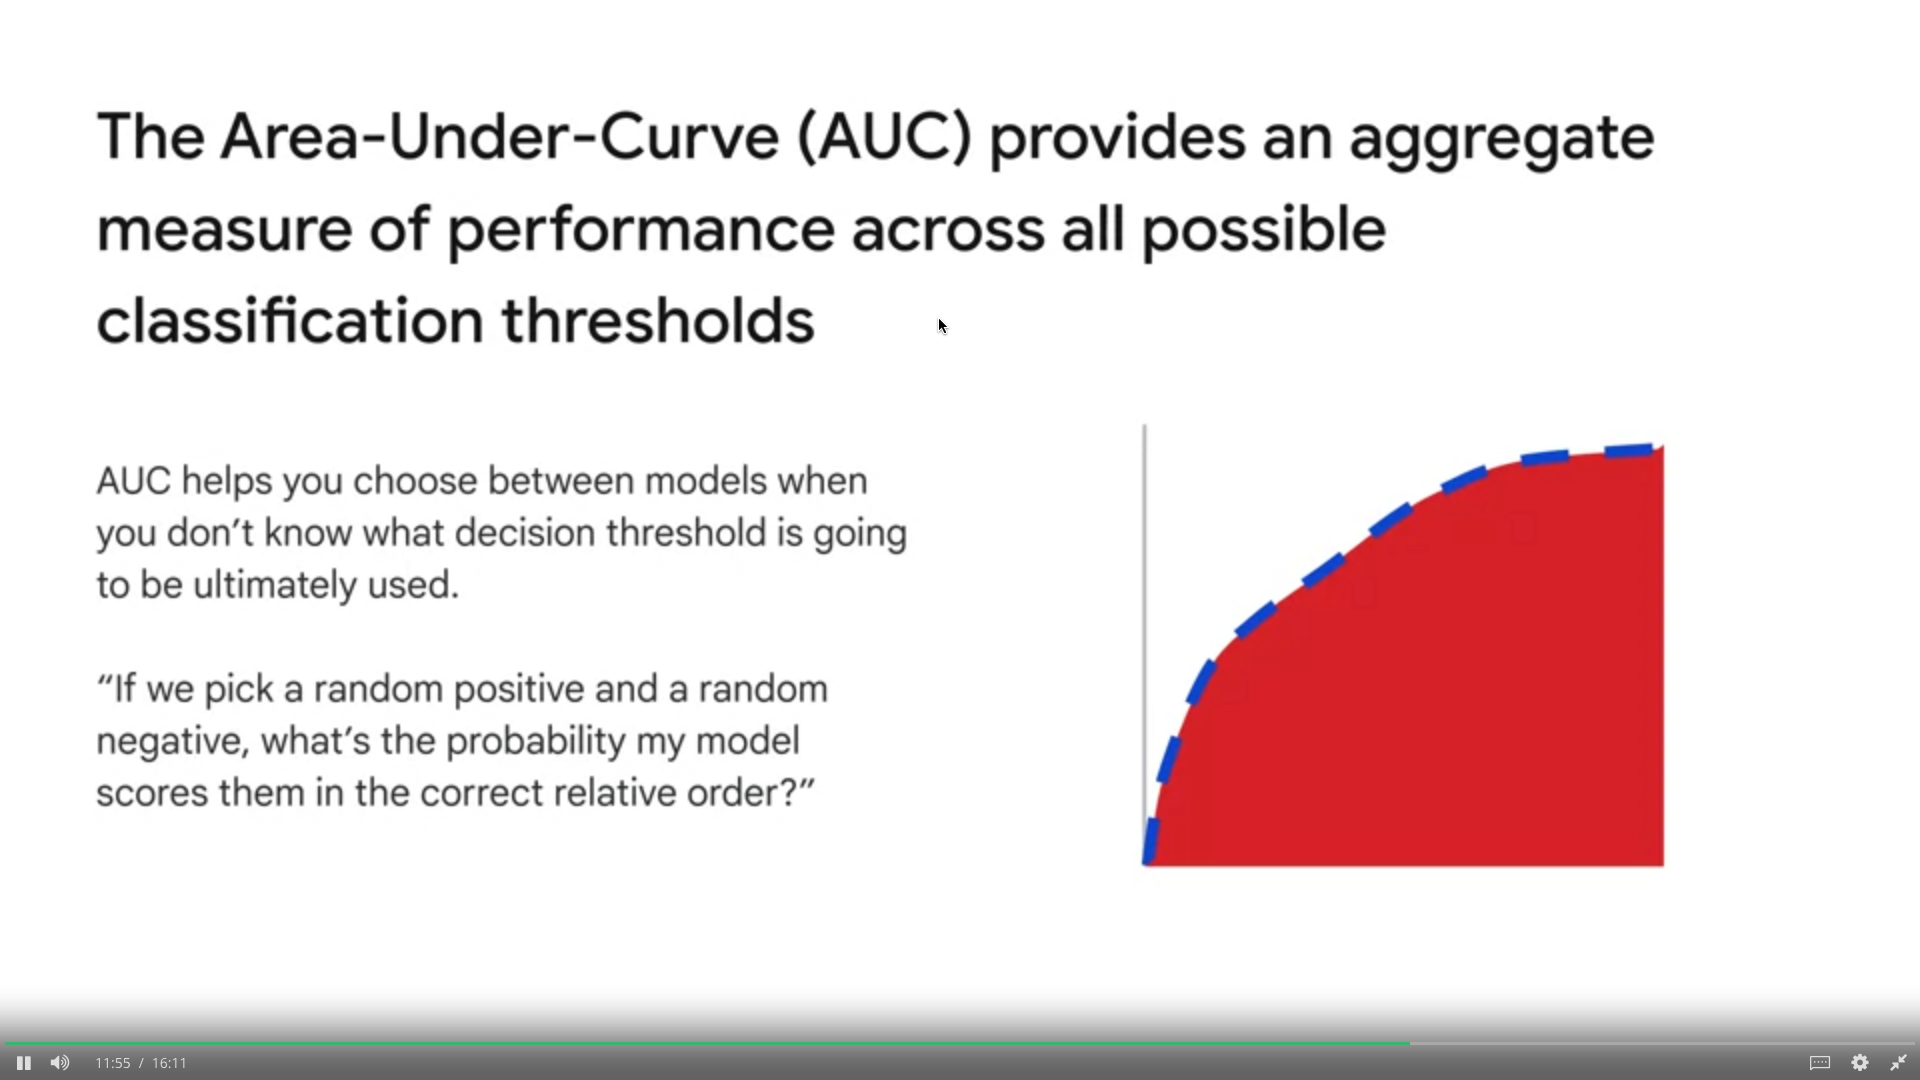 The Area-Under-Curve (AUC) provides an aggregate
measure of performance across all possible
classification thresholds
AUC helps you choose between models when
you don’t know what decision threshold is going
to be ultimately used.
“If we pick a random positive and a random
negative, what’s the probability my model
scores them in the correct relative order?”
11:55 / 16:11